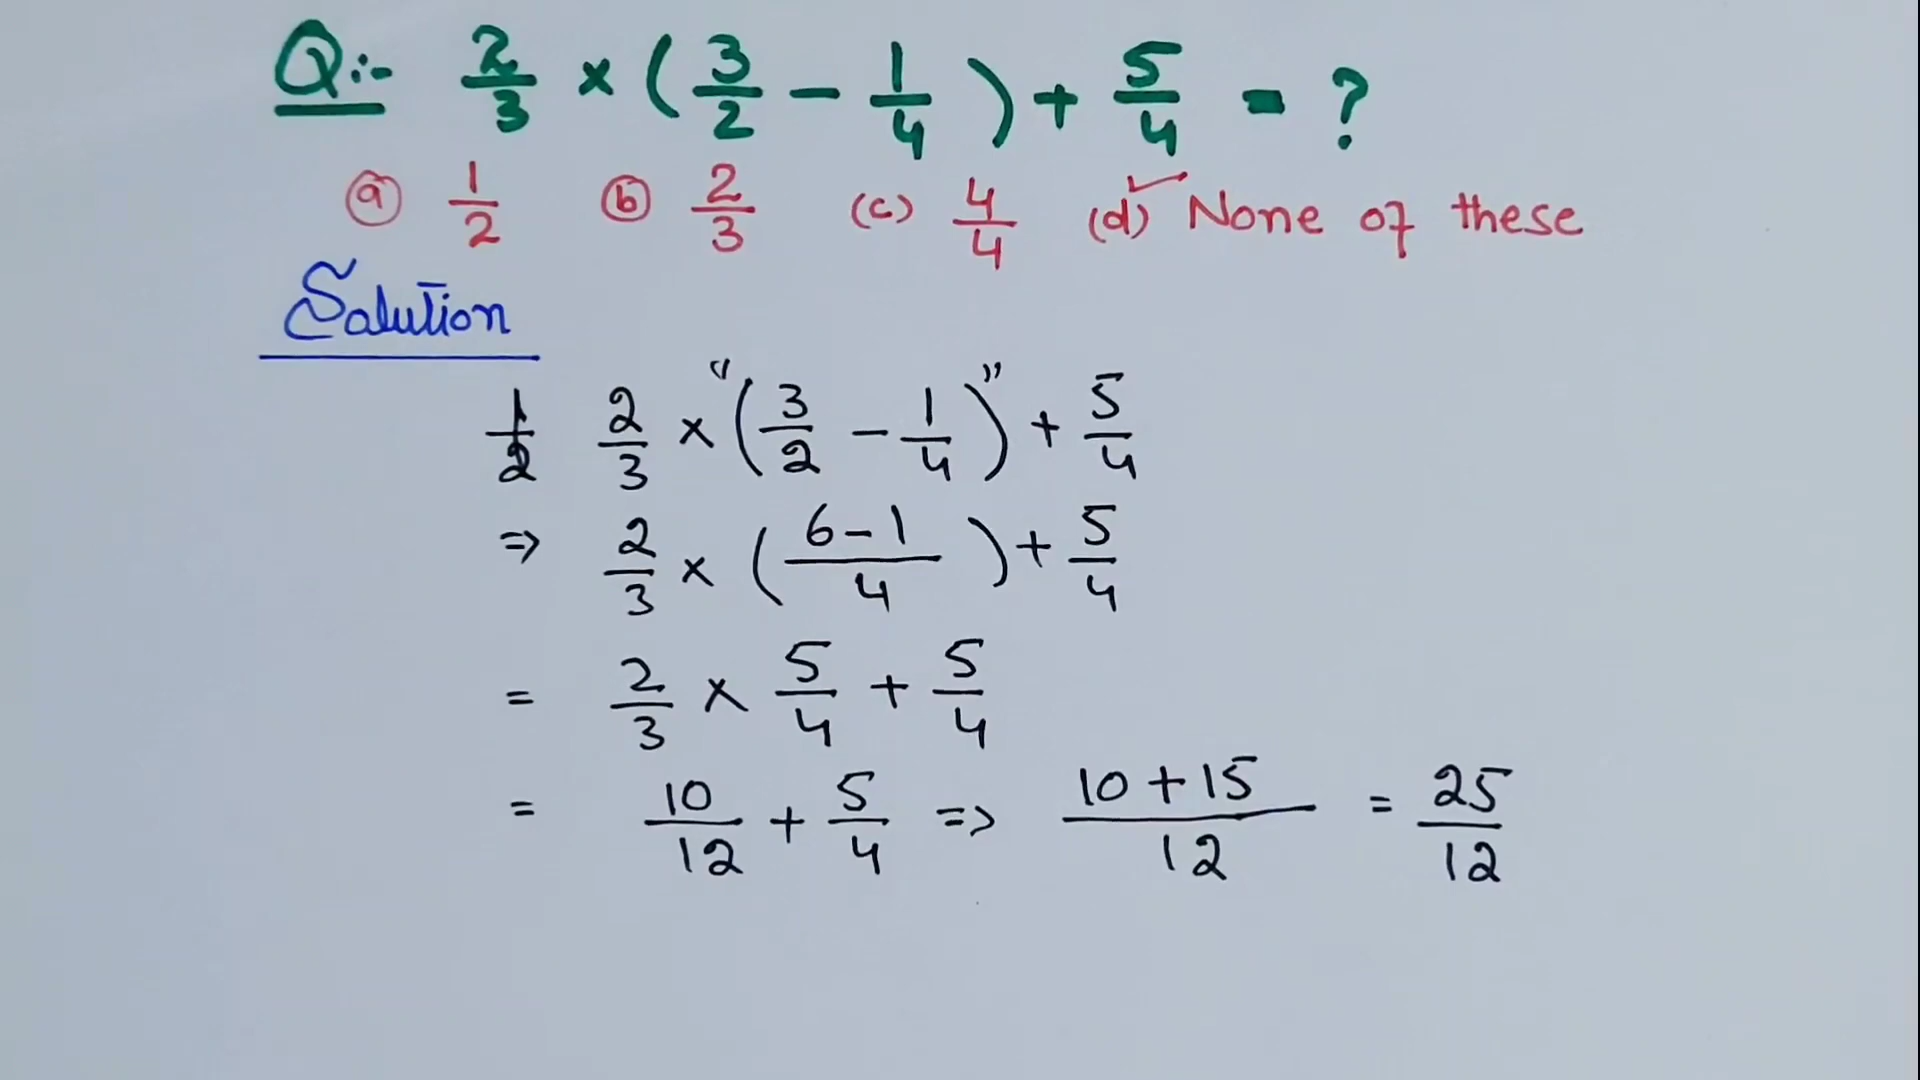 Q:- 2/3 × (3/2 - 1/4) + 5/4 = ?
(a) 1/2 (b) 2/3 (c) 4/4 (d) ✓ None of these
Solution
1/2 2/3 × "(3/2 - 1/4)" + 5/4
⇒ 2/3 × (6-1/4) + 5/4
= 2/3 × 5/4 + 5/4
= 10/12 + 5/4 ⇒ 10+15/12 = 25/12